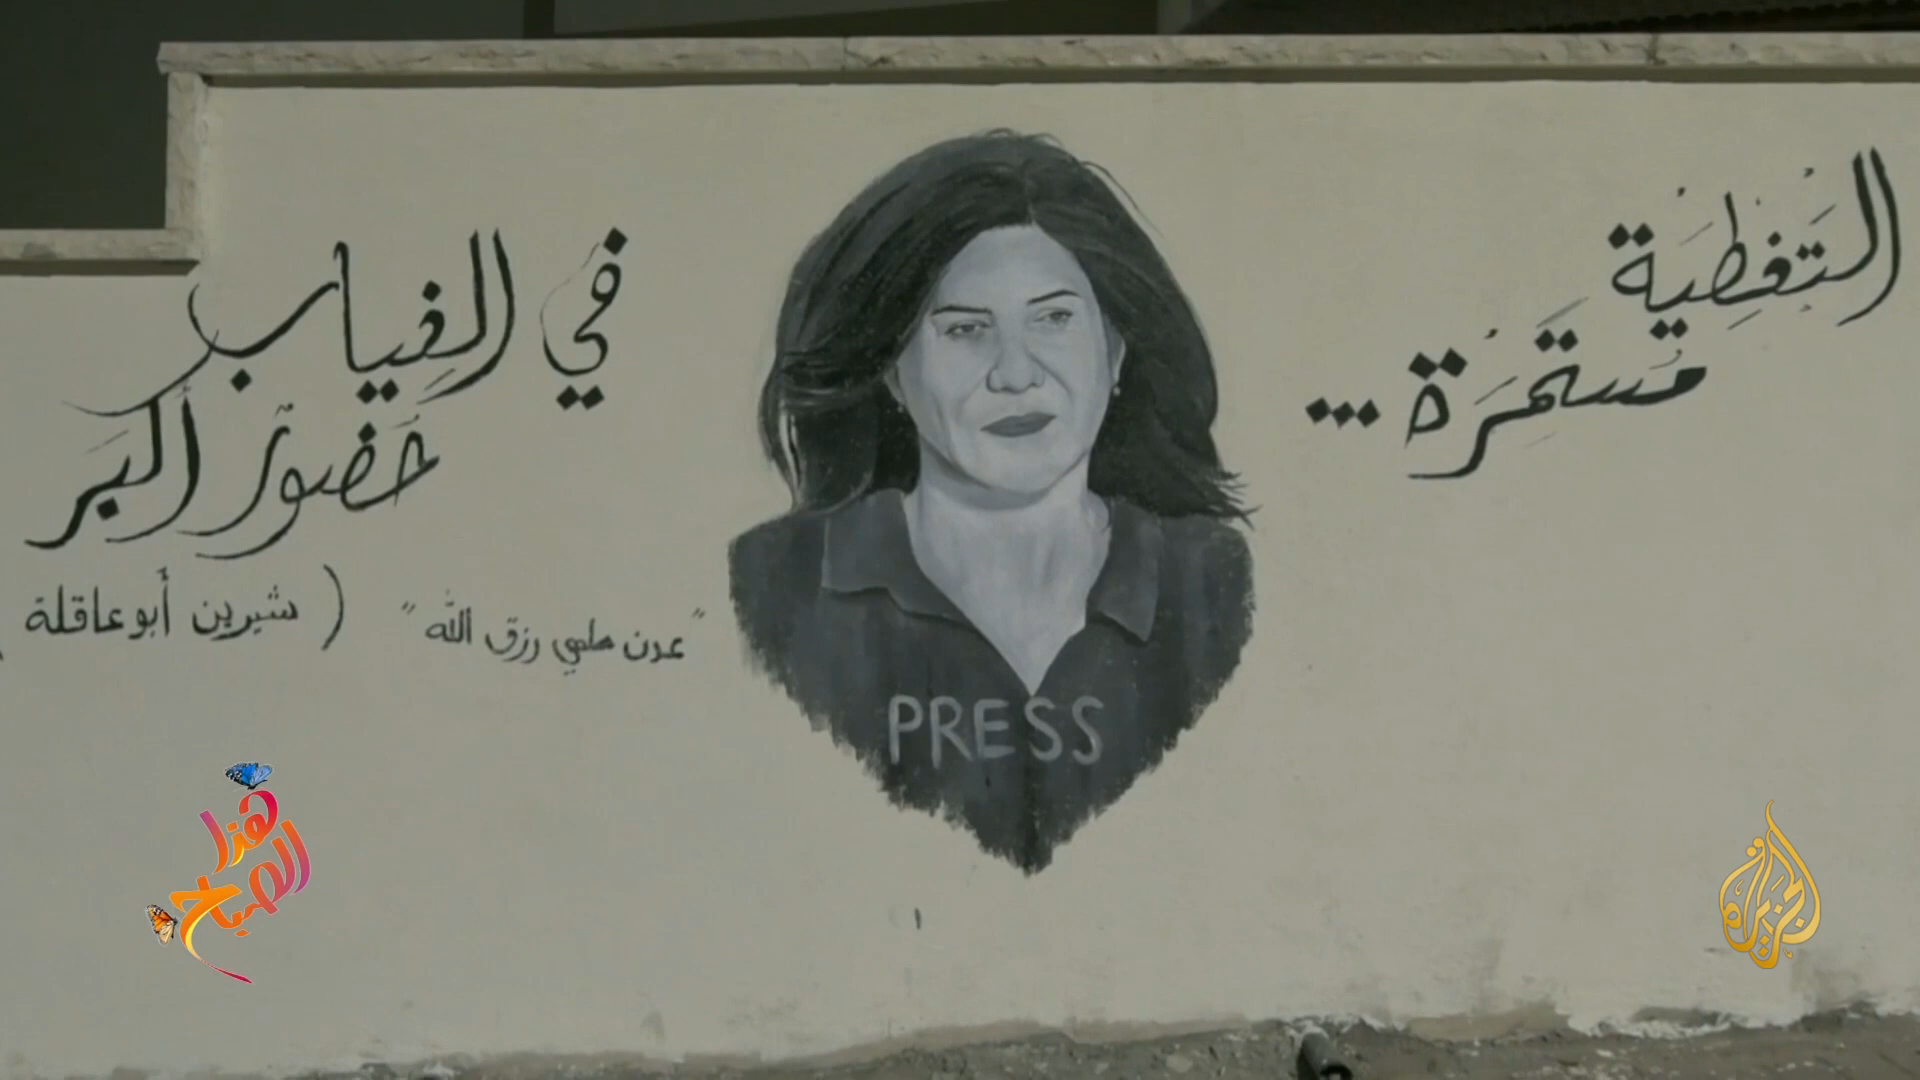 التغطية
مستمرة ...
في الغياب
حضور أكبر
"عدن حلمي رزق الله" (شيرين أبو عاقلة
PRESS
هذا
الصباح
الجزيرة